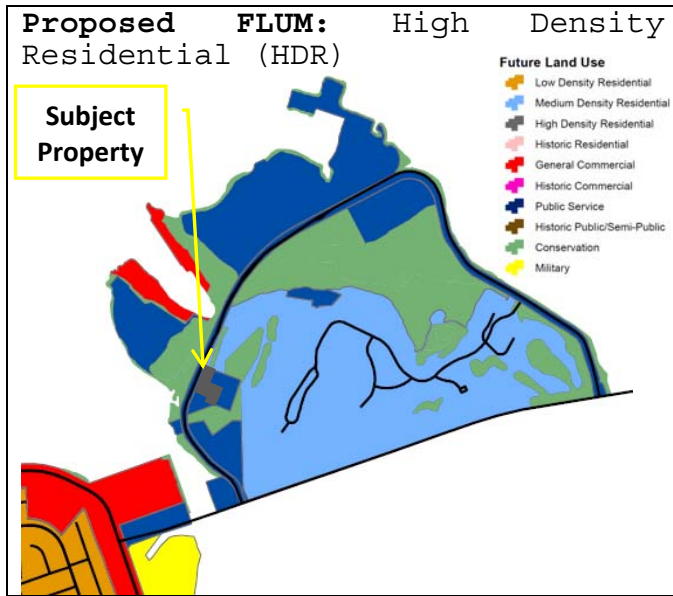 Proposed FLUM: High Density
Residential (HDR)
Subject
Property
Future Land Use
Low Density Residential
Medium Density Residential
High Density Residential
Historic Residential
General Commercial
Historic Commercial
Public Service
Historic Public/Semi-Public
Conservation
Military